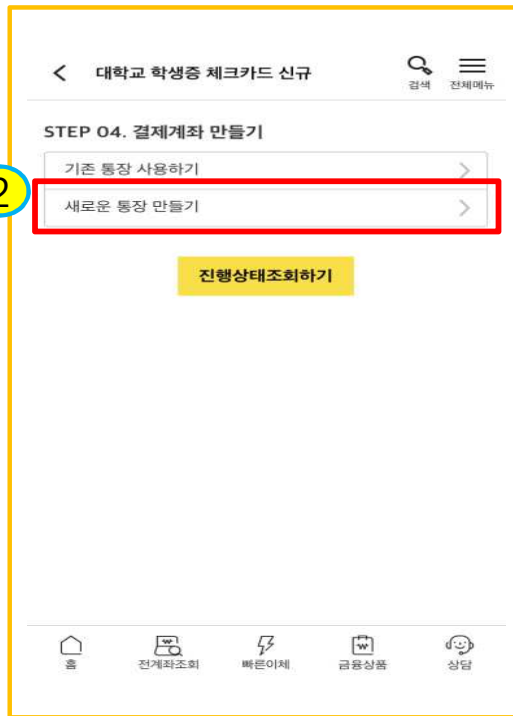 대학교 학생증 체크카드 신규
검색 전체메뉴
STEP 04. 결제계좌 만들기
기존 통장 사용하기
2
새로운 통장 만들기
진행상태조회하기
홈 전계좌조회 빠른이체 금융상품 상담